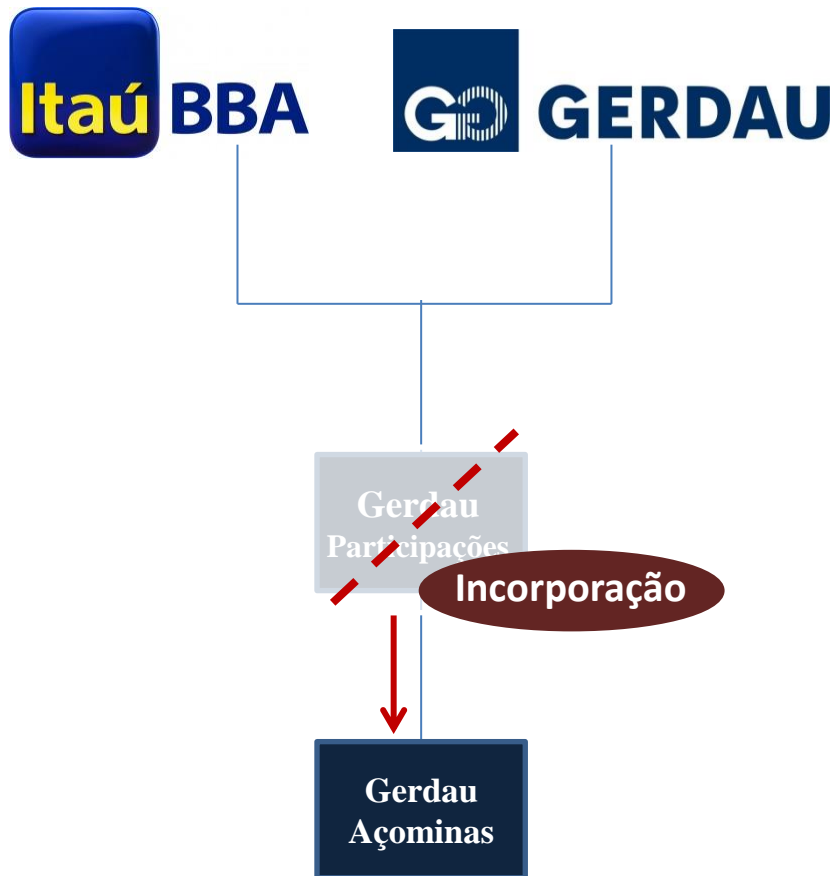 Itaú BBA
GERDAU
Gerdau
Participações
Incorporação
Gerdau
Açominas